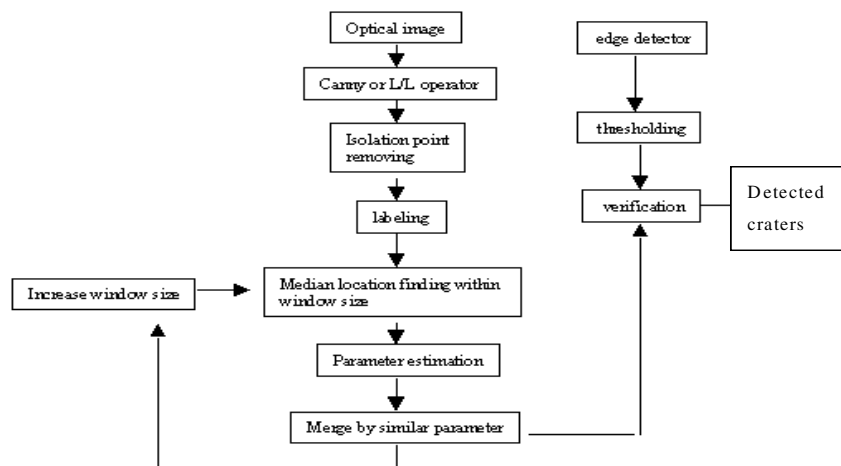 Optical image
Canny or L/L operator
Isolation point
removing
labeling
Increase window size
Median location finding within
window size
Parameter estimation
Merge by similar parameter
edge detector
thresholding
verification
Detected
craters